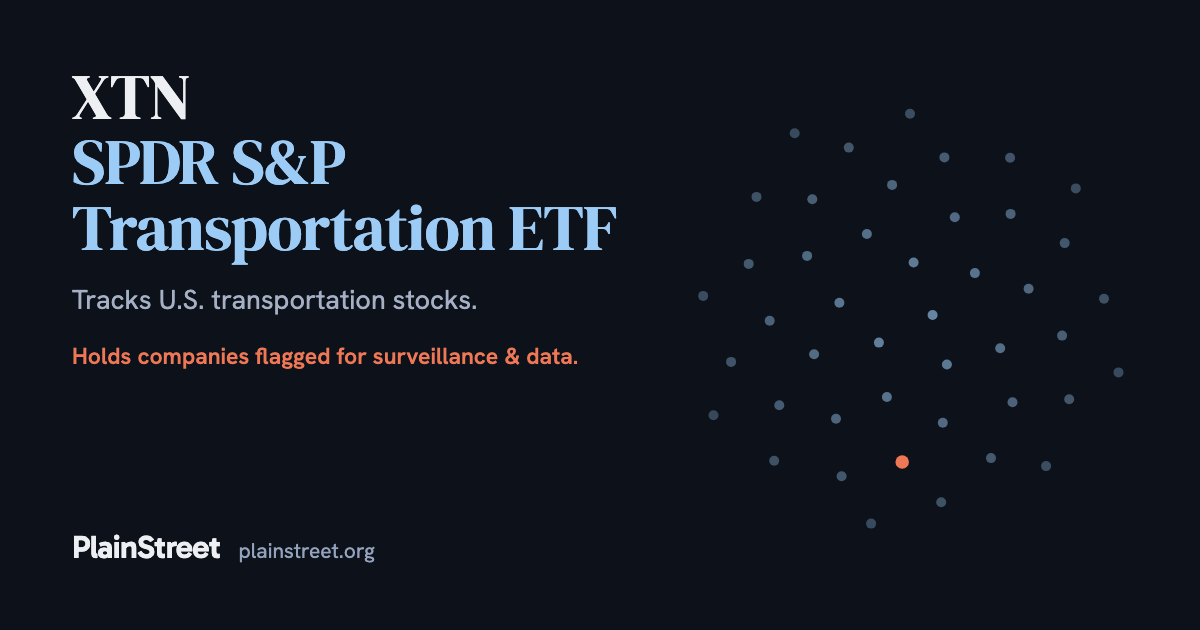 XTN
SPDR S&P
Transportation ETF
Tracks U.S. transportation stocks.
Holds companies flagged for surveillance & data.
PlainStreet plainstreet.org